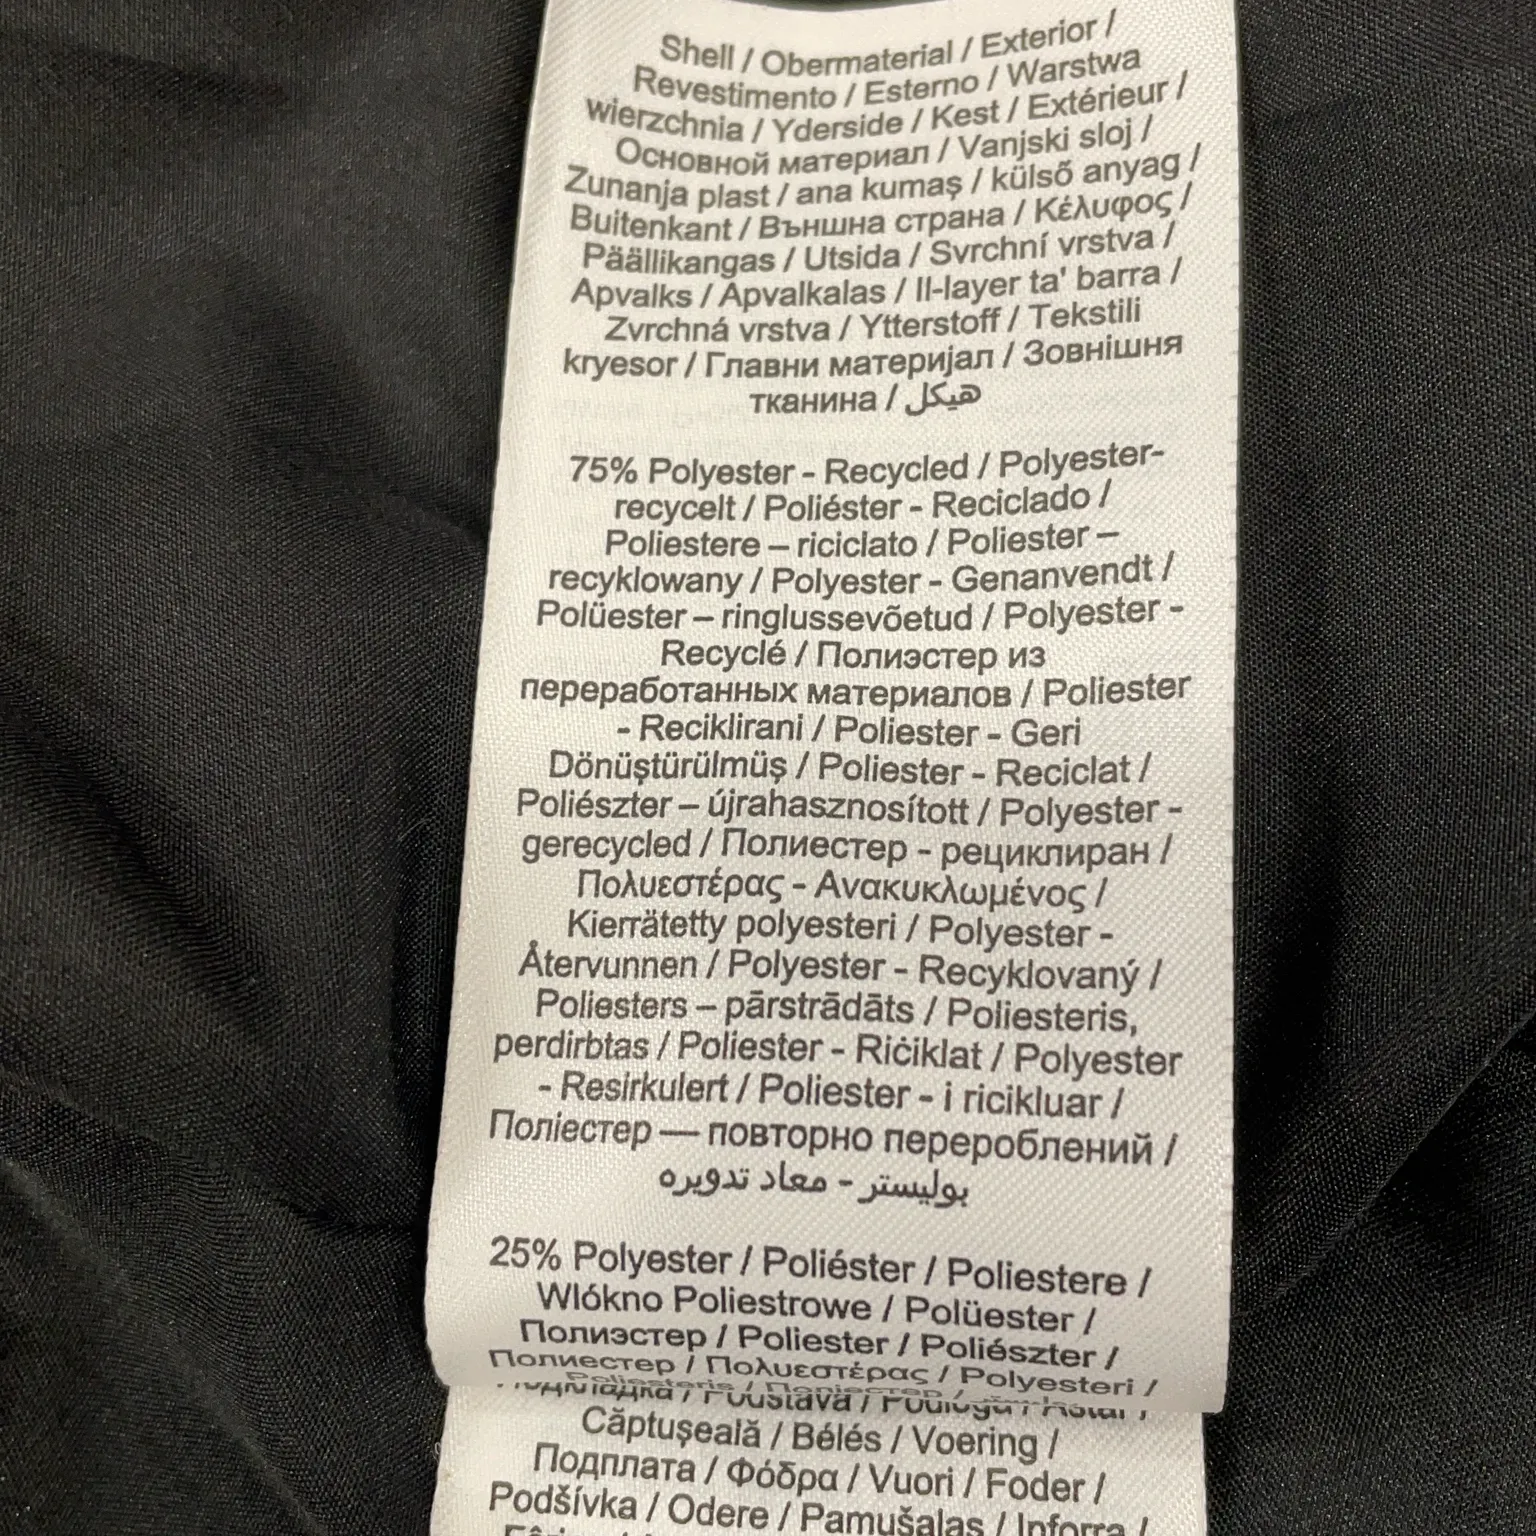 Shell / Obermaterial / Exterior /
Revestimento / Esterno / Warstwa
wierzchnia / Yderside / Kest / Extérieur /
Основной материал / Vanjski sloj /
Zunanja plast / ana kumaş / külső anyag /
Buitenkant / Външна страна / Κέλυφος /
Päällikangas / Utsida / Svrchní vrstva /
Apvalks / Apvalkalas / Il-layer ta' barra /
Zvrchná vrstva / Ytterstoff / Tekstili
kryesor / Главни материјал / Зовнішня
тканина / هيكل
75% Polyester - Recycled / Polyester-
recycelt / Poliéster - Reciclado /
Poliestere – riciclato / Poliester –
recyklowany / Polyester - Genanvendt /
Polüester – ringlussevõetud / Polyester -
Recyclé / Полиэстер из
переработанных материалов / Poliester
- Reciklirani / Poliester - Geri
Dönüştürülmüş / Poliester - Reciclat /
Poliészter – újrahasznosított / Polyester -
gerecycled / Полиестер - рециклиран /
Πολυεστέρας - Ανακυκλωμένος /
Kierrätetty polyesteri / Polyester -
Återvunnen / Polyester - Recyklovaný /
Poliesters – pārstrādāts / Poliesteris,
perdirbtas / Poliester - Riċiklat / Polyester
- Resirkulert / Poliester - i ricikluar /
Поліестер — повторно перероблений /
بوليستر - معاد تدويره
25% Polyester / Poliéster / Poliestere /
Wlókno Poliestrowe / Polüester /
Полиэстер / Poliester / Poliészter /
Полиестер / Πολυεστέρας / Polyesteri /
Căptuşeală / Bélés / Voering /
Подплата / Φόδρα / Vuori / Foder /
Podšívka / Odere / Pamušalas / Inforra /